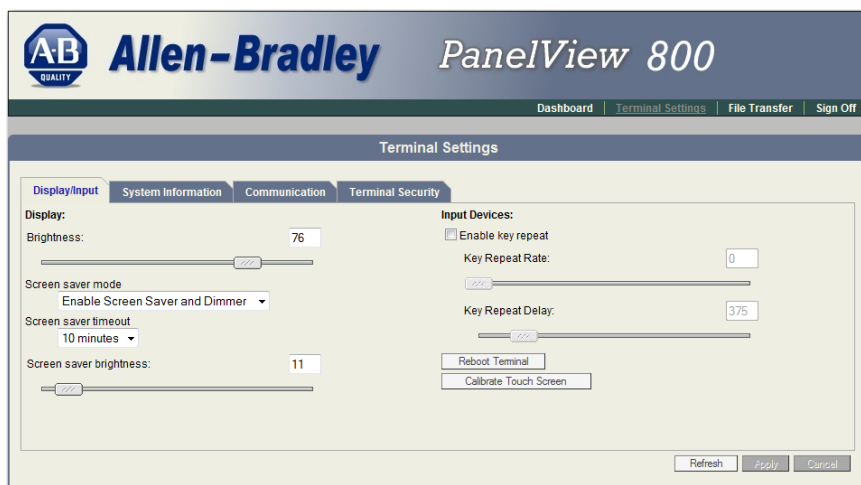 A·B
QUALITY
Allen-Bradley
PanelView 800
Dashboard | Terminal Settings | File Transfer | Sign Off
Terminal Settings
Display/Input System Information Communication Terminal Security
Display:
Brightness: 76
Screen saver mode
Enable Screen Saver and Dimmer
Screen saver timeout
10 minutes
Screen saver brightness: 11
Input Devices:
Enable key repeat
Key Repeat Rate: 0
Key Repeat Delay: 375
Reboot Terminal
Calibrate Touch Screen
Refresh Apply Cancel